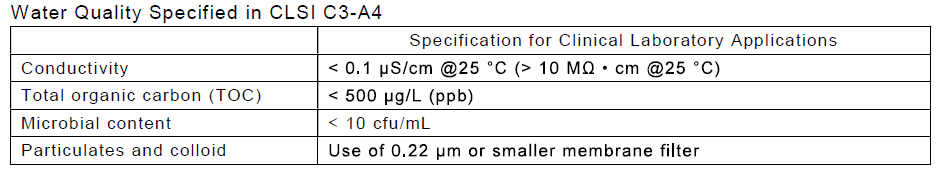 Water Quality Specified in CLSI C3-A4
Specification for Clinical Laboratory Applications
Conductivity < 0.1 μS/cm @25 °C (> 10 MΩ・cm @25 °C)
Total organic carbon (TOC) < 500 μg/L (ppb)
Microbial content < 10 cfu/mL
Particulates and colloid Use of 0.22 μm or smaller membrane filter